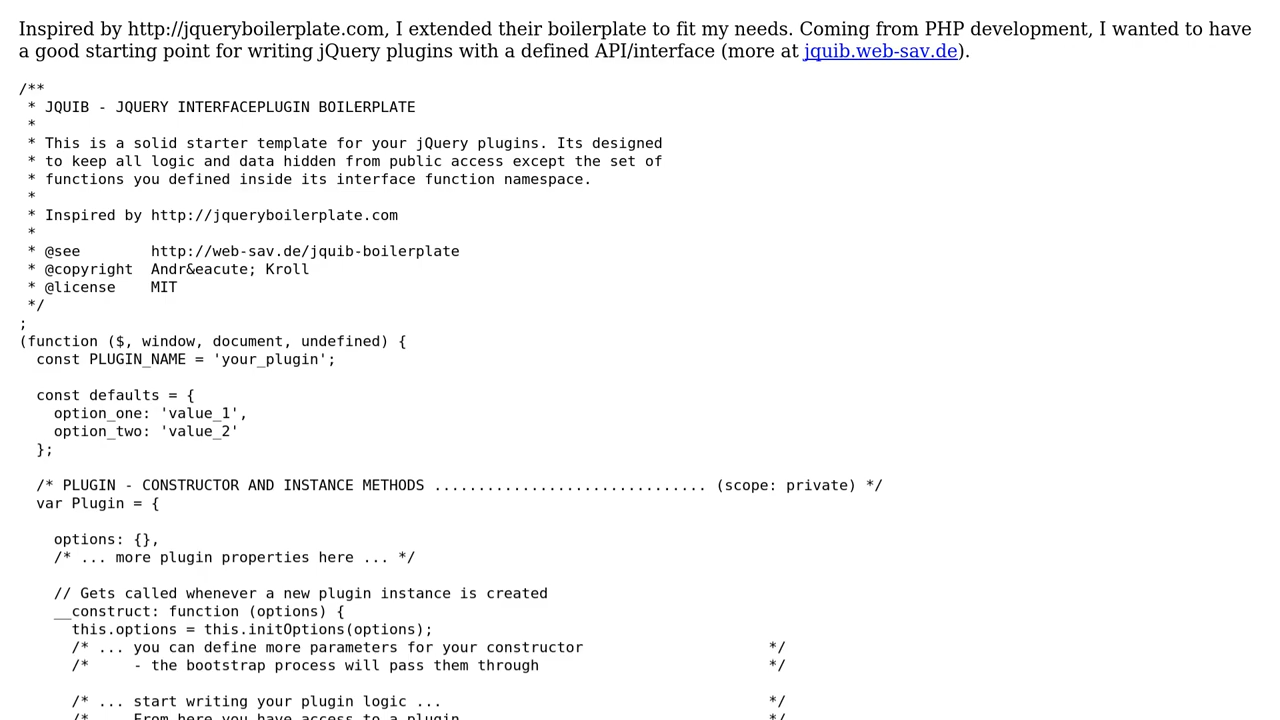 Inspired by http://jqueryboilerplate.com, I extended their boilerplate to fit my needs. Coming from PHP development, I wanted to have
a good starting point for writing jQuery plugins with a defined API/interface (more at jquib.web-sav.de).
/**
 * JQUIB - JQUERY INTERFACEPLUGIN BOILERPLATE
 *
 * This is a solid starter template for your jQuery plugins. Its designed
 * to keep all logic and data hidden from public access except the set of
 * functions you defined inside its interface function namespace.
 *
 * Inspired by http://jqueryboilerplate.com
 *
 * @see        http://web-sav.de/jquib-boilerplate
 * @copyright  Andr&eacute; Kroll
 * @license    MIT
 */
;
(function ($, window, document, undefined) {
  const PLUGIN_NAME = 'your_plugin';
  const defaults = {
    option_one: 'value_1',
    option_two: 'value_2'
  };
  /* PLUGIN - CONSTRUCTOR AND INSTANCE METHODS ............................... (scope: private) */
  var Plugin = {
    options: {},
    /* ... more plugin properties here ... */
    // Gets called whenever a new plugin instance is created
    __construct: function (options) {
      this.options = this.initOptions(options);
      /* ... you can define more parameters for your constructor                     */
      /*     - the bootstrap process will pass them through                          */
      /* ... start writing your plugin logic ...                                     */
      /*     From here you have access to a plugin                                   */